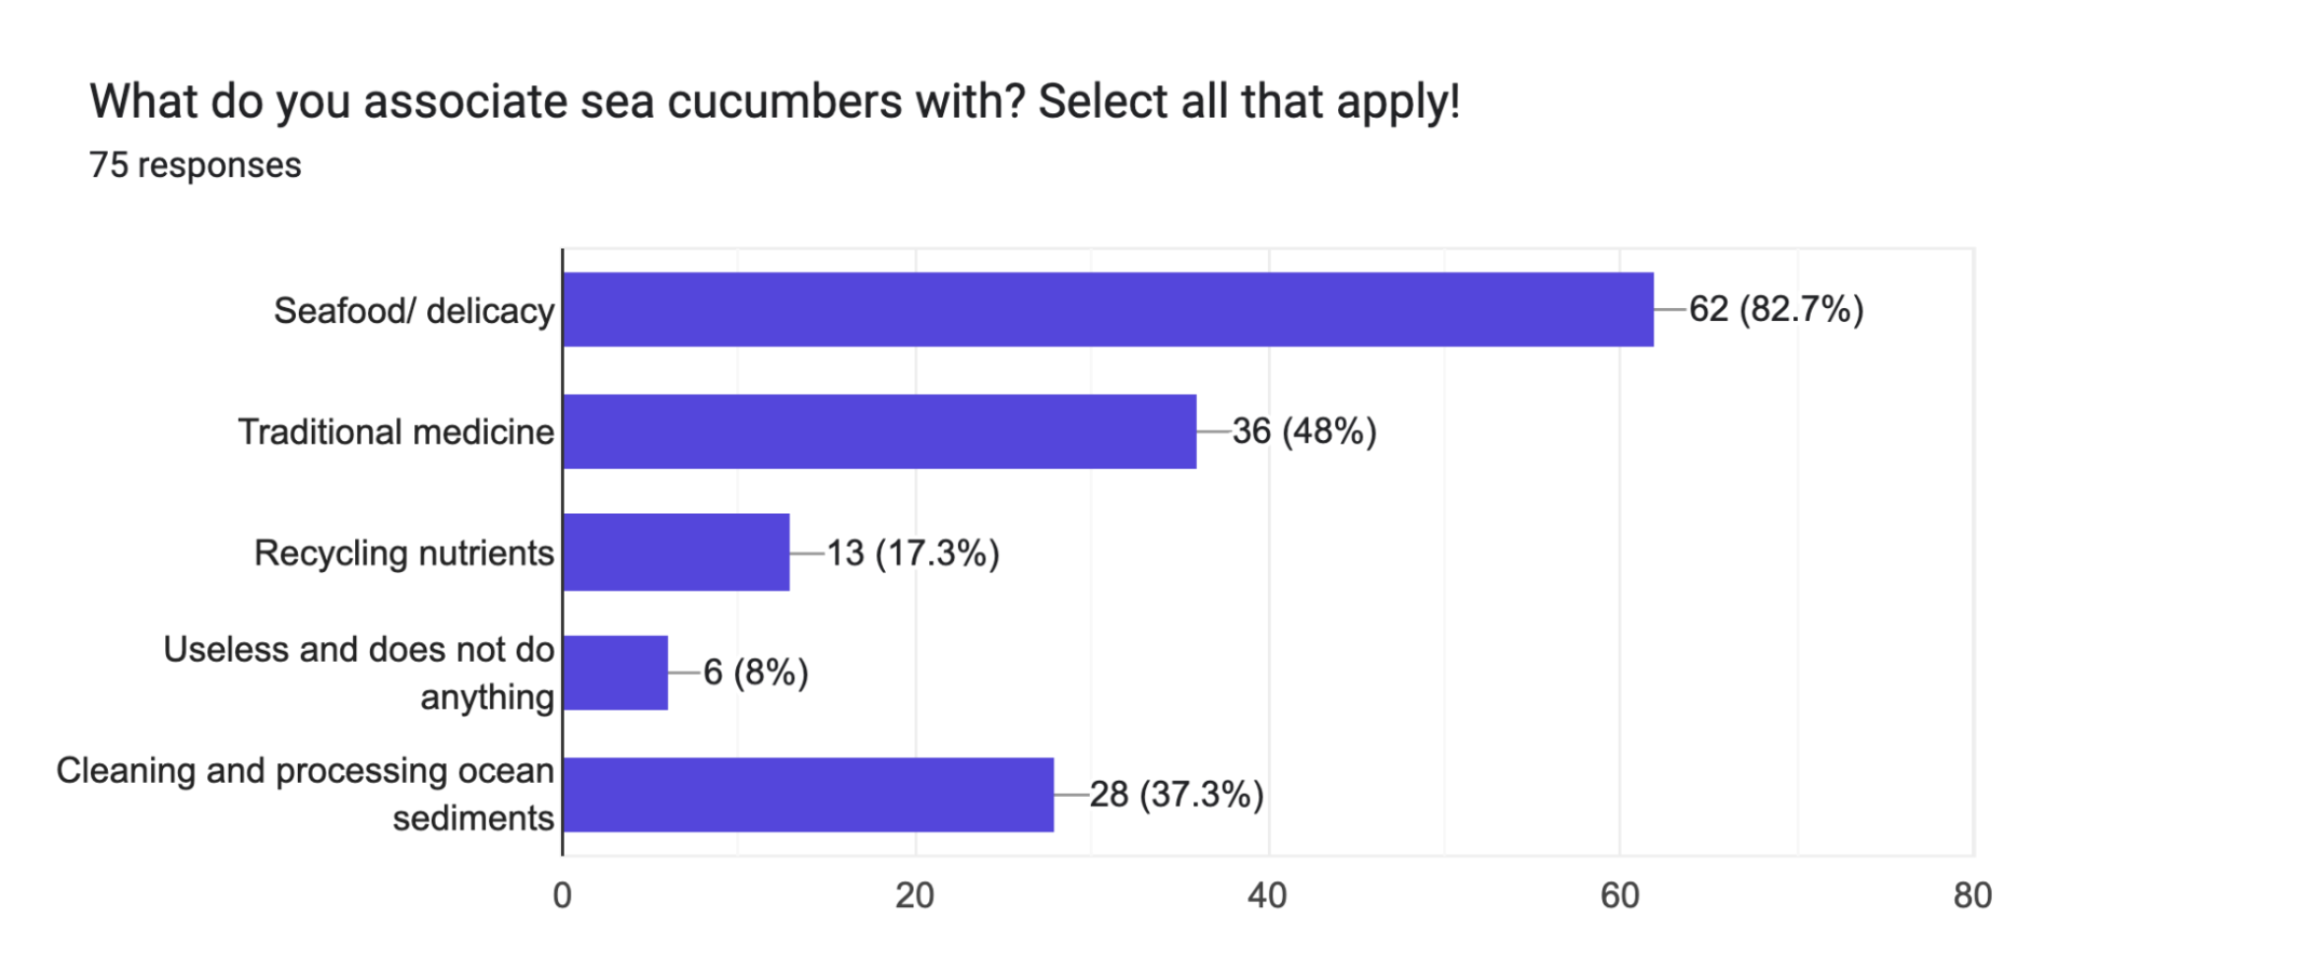 What do you associate sea cucumbers with? Select all that apply!
75 responses
Seafood/ delicacy
62 (82.7%)
Traditional medicine
36 (48%)
Recycling nutrients
13 (17.3%)
Useless and does not do
anything
6 (8%)
Cleaning and processing ocean
sediments
28 (37.3%)
0 20 40 60 80